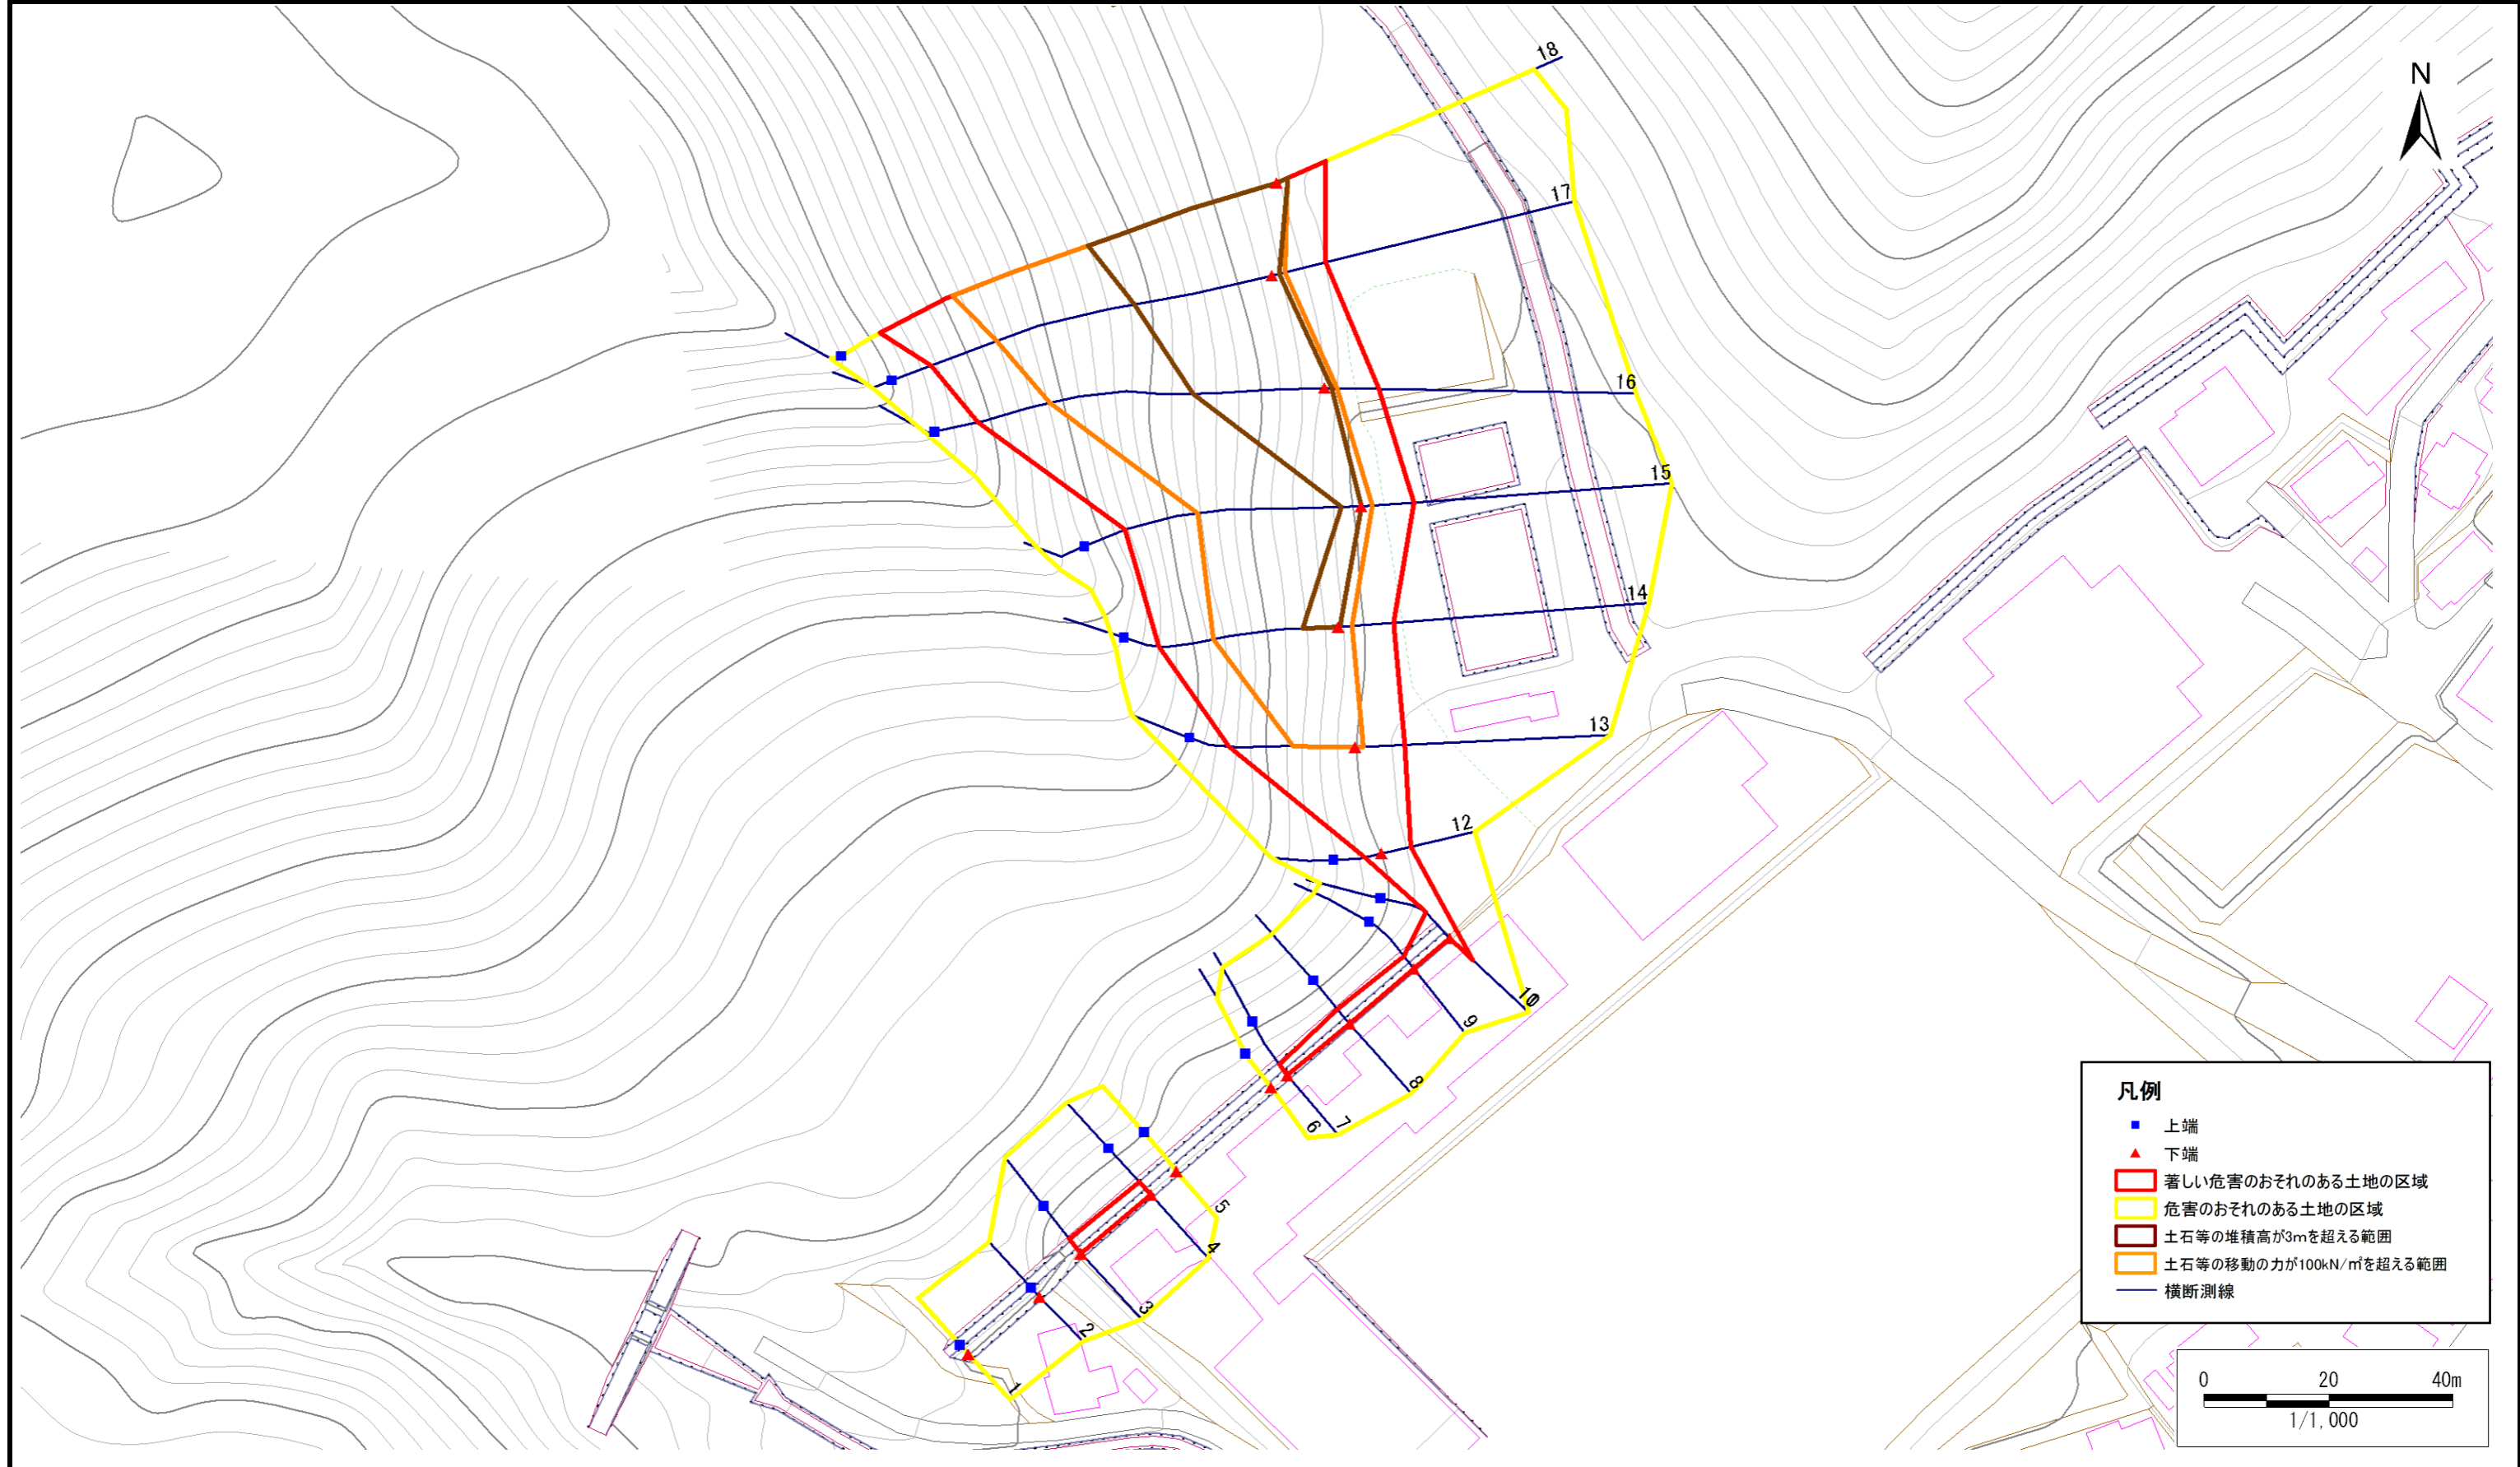 N
18
17
16
15
14
13
12
10
9
8
7
6
5
4
3
2
1
凡例
上端
下端
著しい危害のおそれのある土地の区域
危害のおそれのある土地の区域
土石等の堆積高が3mを超える範囲
土石等の移動の力が100kN/㎡を超える範囲
横断測線
0 20 40m
1/1,000